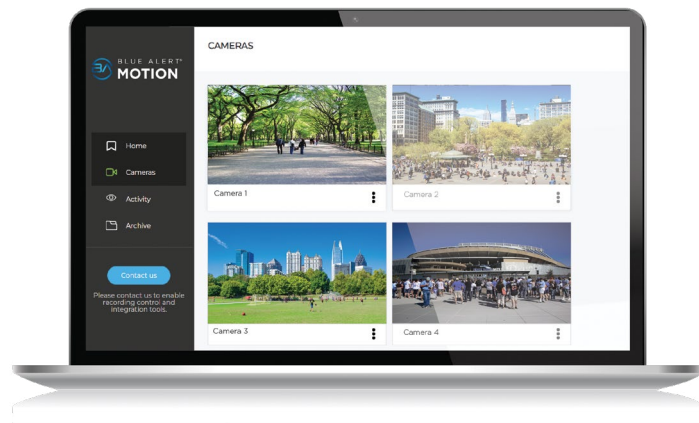 CAMERAS
BLUE ALERT®
MOTION
Home
Cameras
Activity
Archive
Contact us
Please contact us to enable
recording control and
integration tools.
Camera 1
Camera 2
Camera 3
Camera 4